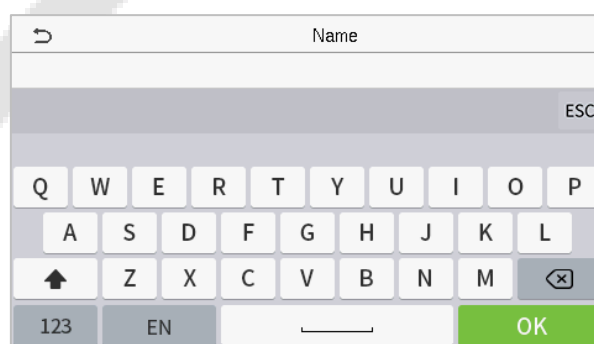 Name
ESC
Q W E R T Y U I O P
A S D F G H J K L
Z X C V B N M
123 EN OK